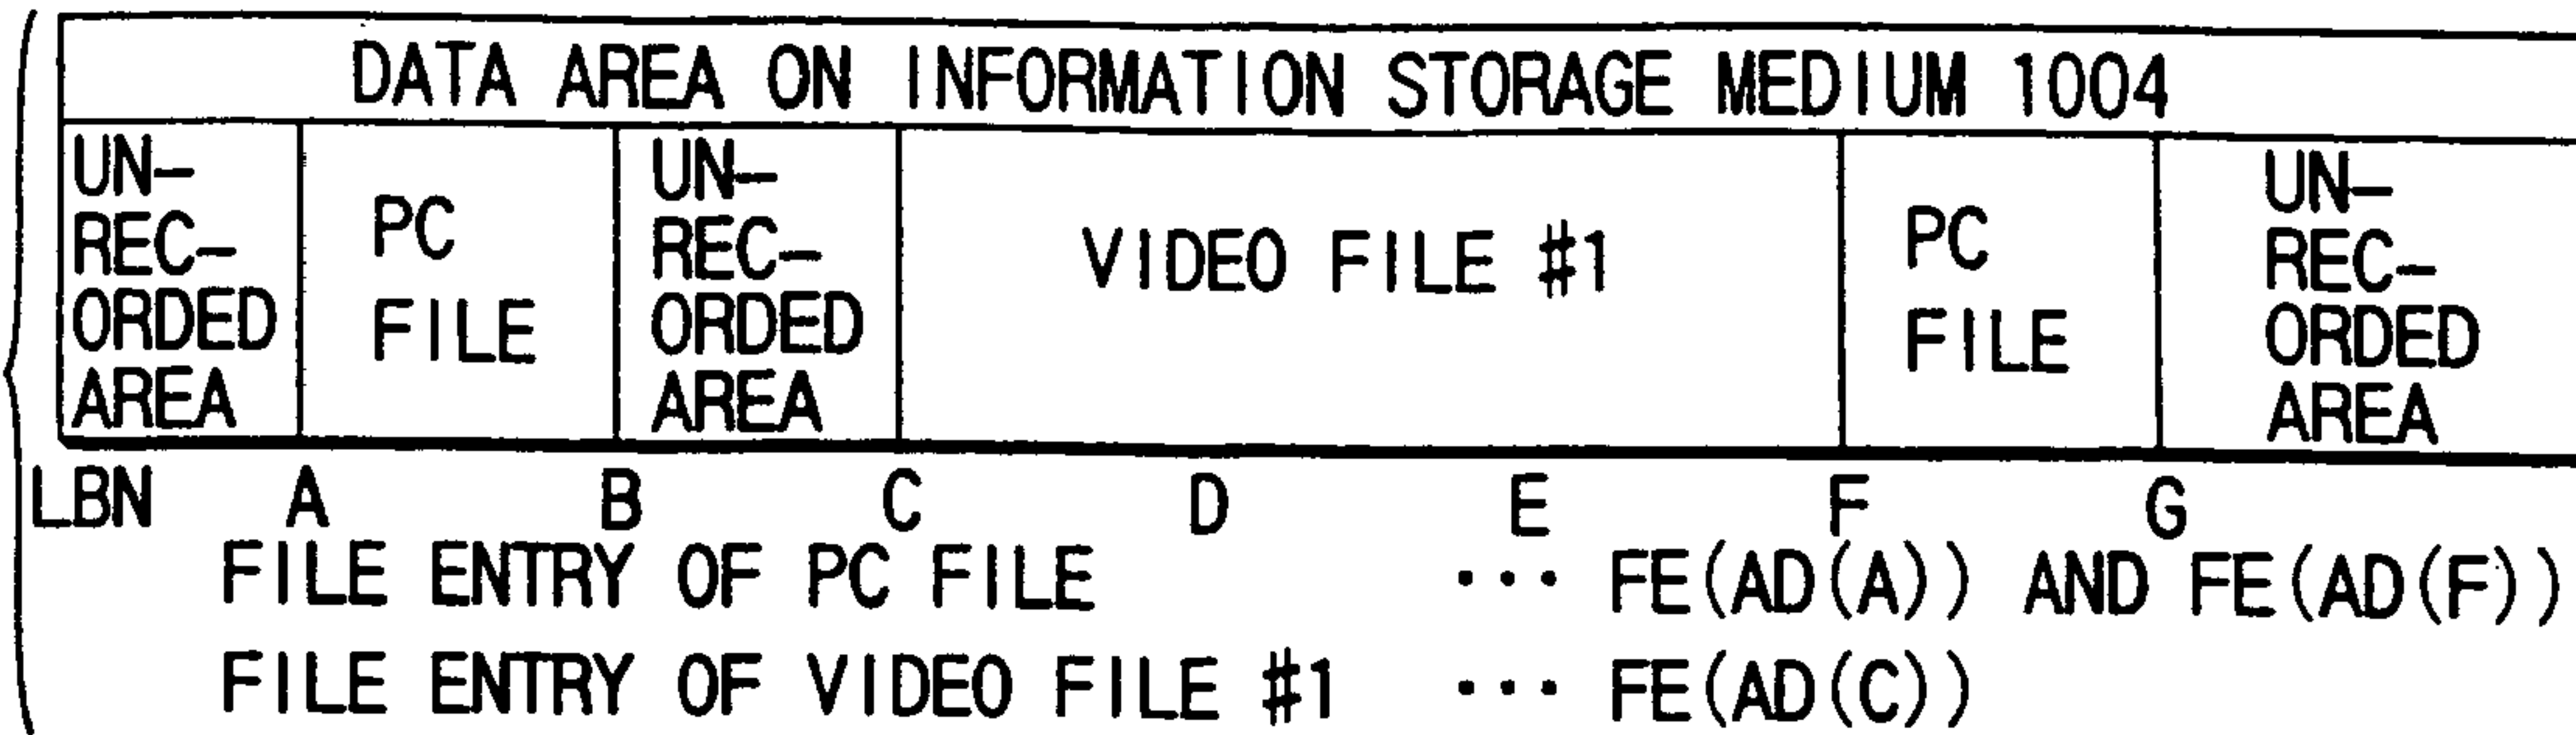 DATA AREA ON INFORMATION STORAGE MEDIUM 1004
UN-
REC-
ORDED
AREA
PC
FILE
UN-
REC-
ORDED
AREA
VIDEO FILE #1
PC
FILE
UN-
REC-
ORDED
AREA
LBN A B C D E F G
FILE ENTRY OF PC FILE ... FE(AD(A)) AND FE(AD(F))
FILE ENTRY OF VIDEO FILE #1 ... FE(AD(C))